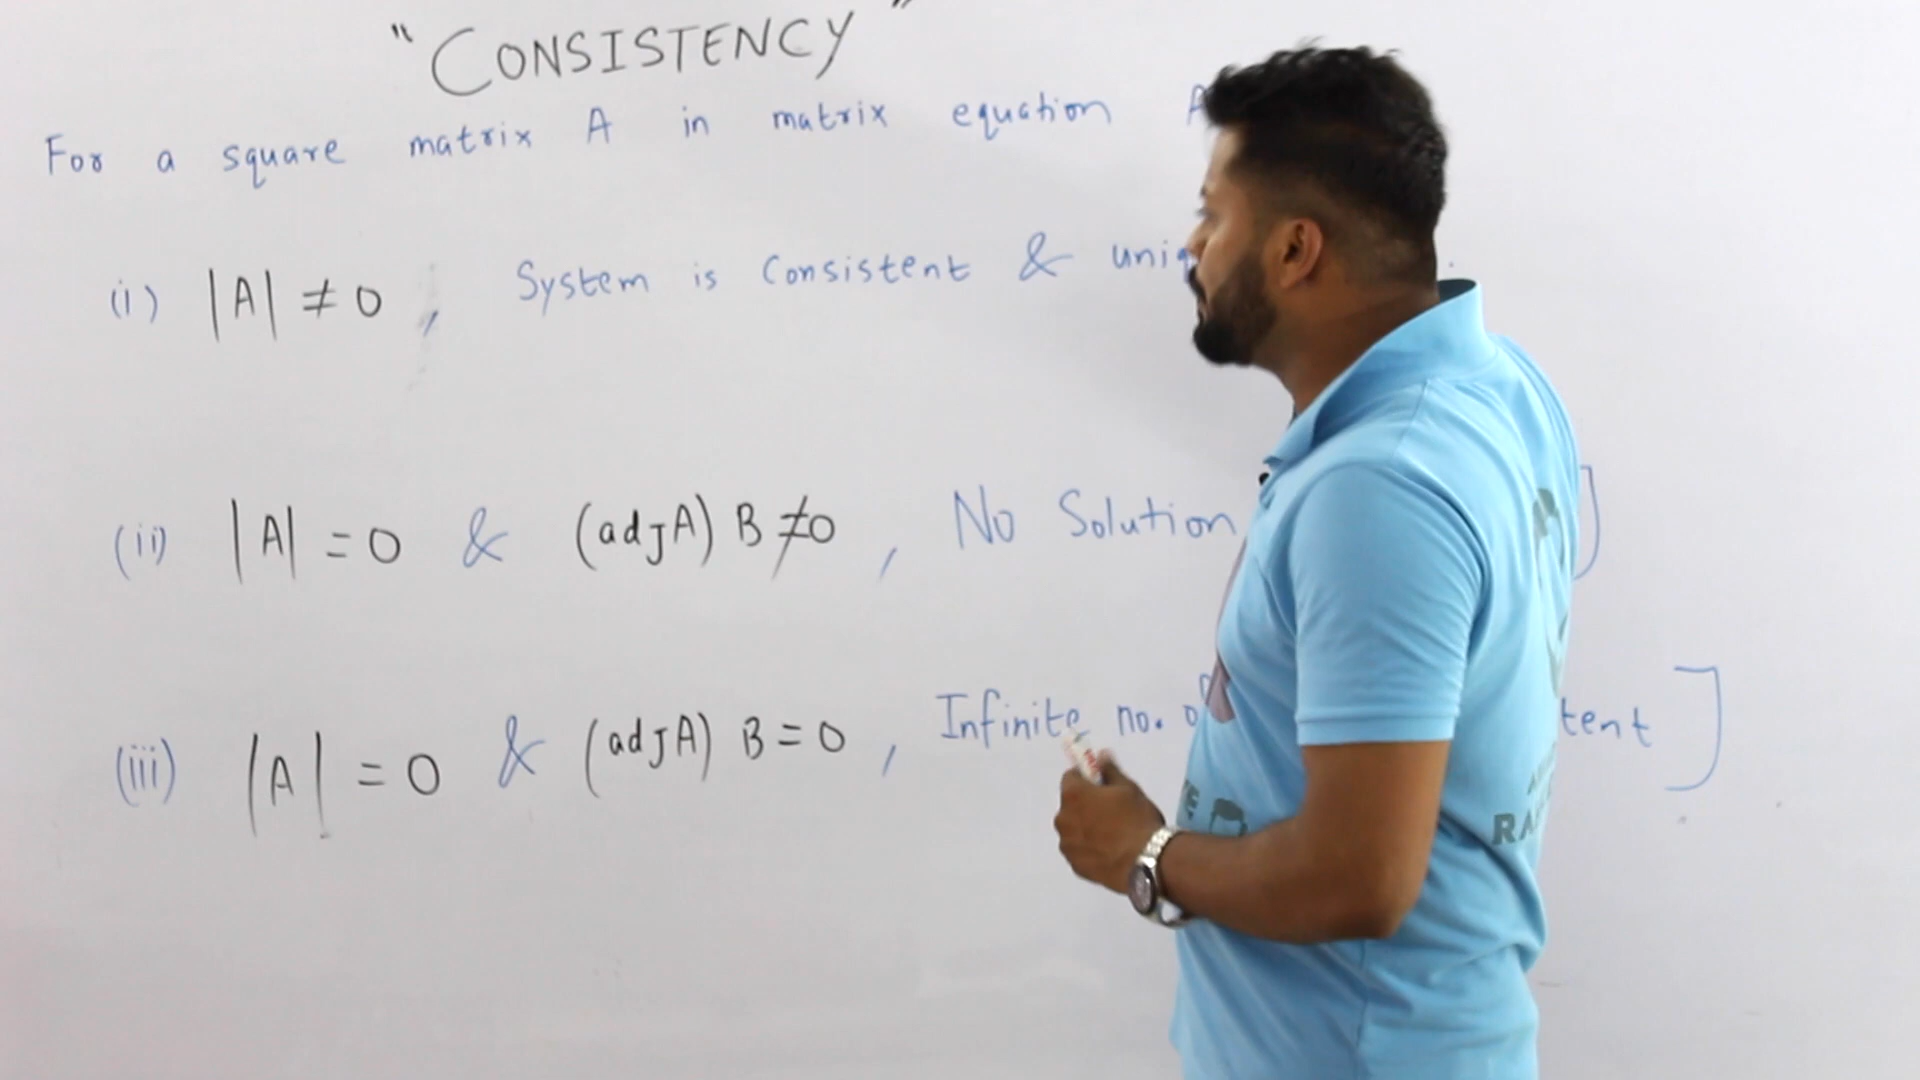 "CONSISTENCY"
For a square matrix A in matrix equation A
(i) |A| ≠ 0 , System is Consistent & uniq
(ii) |A| = 0 & (adjA) B ≠ 0 , No Solution ]
(iii) |A| = 0 & (adjA) B = 0 , Infinite no. o tent ]